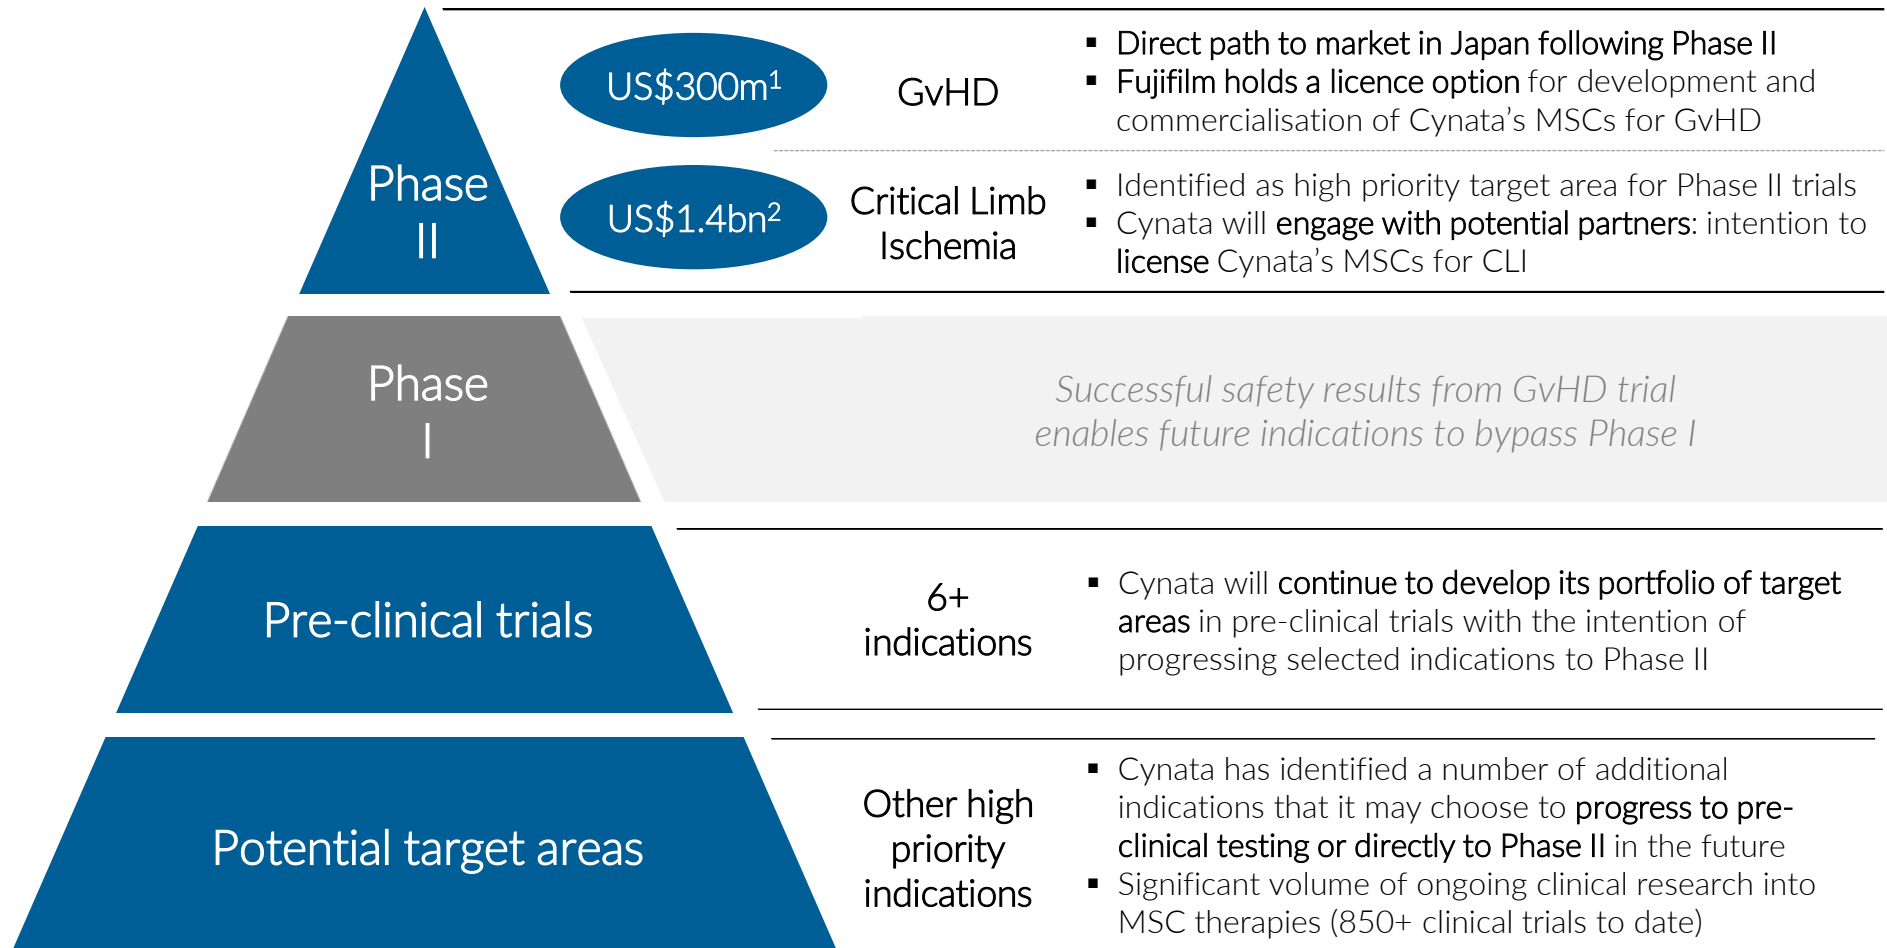 Phase
II
US$300m1
GvHD
▪ Direct path to market in Japan following Phase II
▪ Fujifilm holds a licence option for development and
commercialisation of Cynata’s MSCs for GvHD
US$1.4bn2
Critical Limb
Ischemia
▪ Identified as high priority target area for Phase II trials
▪ Cynata will engage with potential partners: intention to
license Cynata’s MSCs for CLI
Phase
I
Successful safety results from GvHD trial
enables future indications to bypass Phase I
Pre-clinical trials
6+
indications
▪ Cynata will continue to develop its portfolio of target
areas in pre-clinical trials with the intention of
progressing selected indications to Phase II
Potential target areas
Other high
priority
indications
▪ Cynata has identified a number of additional
indications that it may choose to progress to pre-
clinical testing or directly to Phase II in the future
▪ Significant volume of ongoing clinical research into
MSC therapies (850+ clinical trials to date)